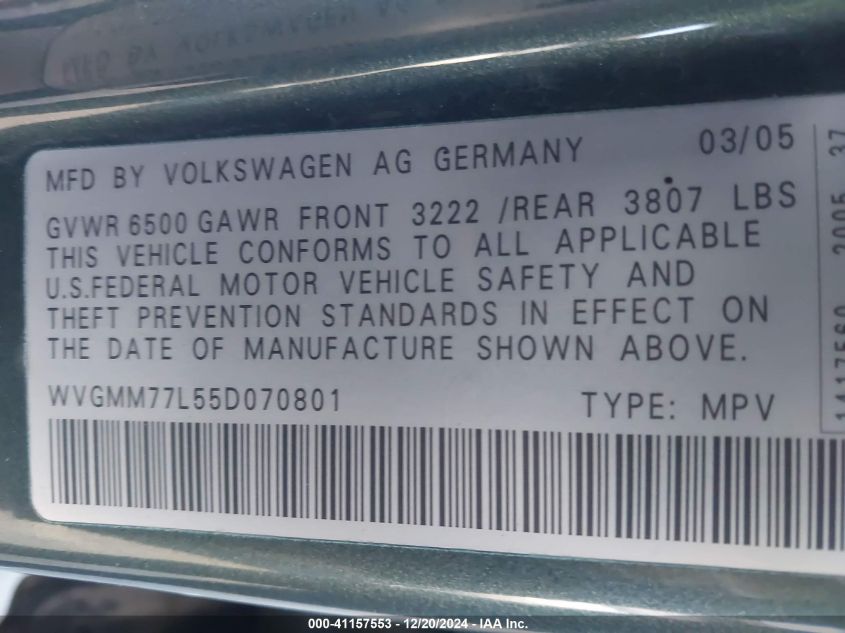 MFD BY VOLKSWAGEN AG GERMANY 03/05
GVWR 6500 GAWR FRONT 3222 /REAR 3807 LBS
THIS VEHICLE CONFORMS TO ALL APPLICABLE
U.S.FEDERAL MOTOR VEHICLE SAFETY AND
THEFT PREVENTION STANDARDS IN EFFECT ON
THE DATE OF MANUFACTURE SHOWN ABOVE.
WVGMM77L55D070801 TYPE: MPV
2005 37
000-41157553 - 12/20/2024 - IAA Inc.